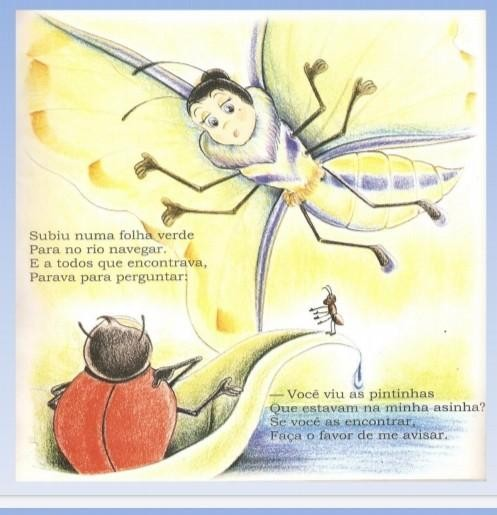 Subiu numa folha verde
Para no rio navegar.
E a todos que encontrava,
Parava para perguntar:
— Você viu as pintinhas
Que estavam na minha asinha?
Se você as encontrar,
Faça o favor de me avisar.